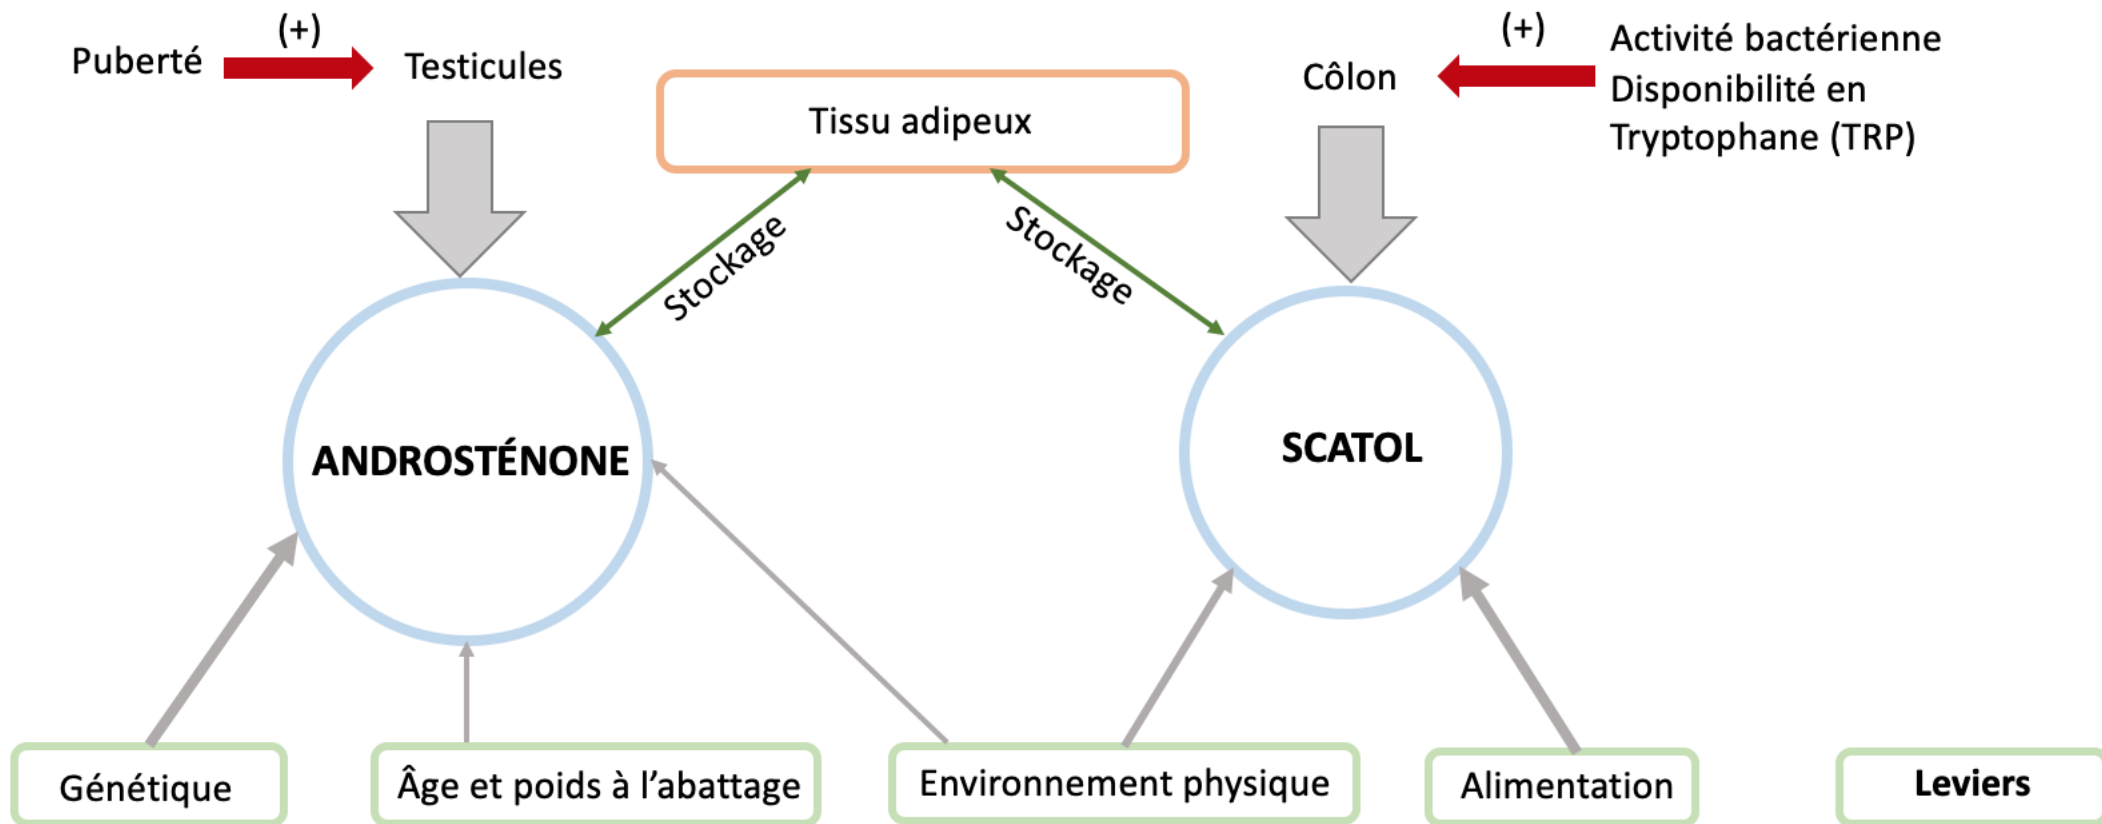 Puberté
(+)
Testicules
Tissu adipeux
Côlon
(+)
Activité bactérienne
Disponibilité en
Tryptophane (TRP)
Stockage
Stockage
ANDROSTÉNONE
SCATOL
Génétique
Âge et poids à l’abattage
Environnement physique
Alimentation
Leviers